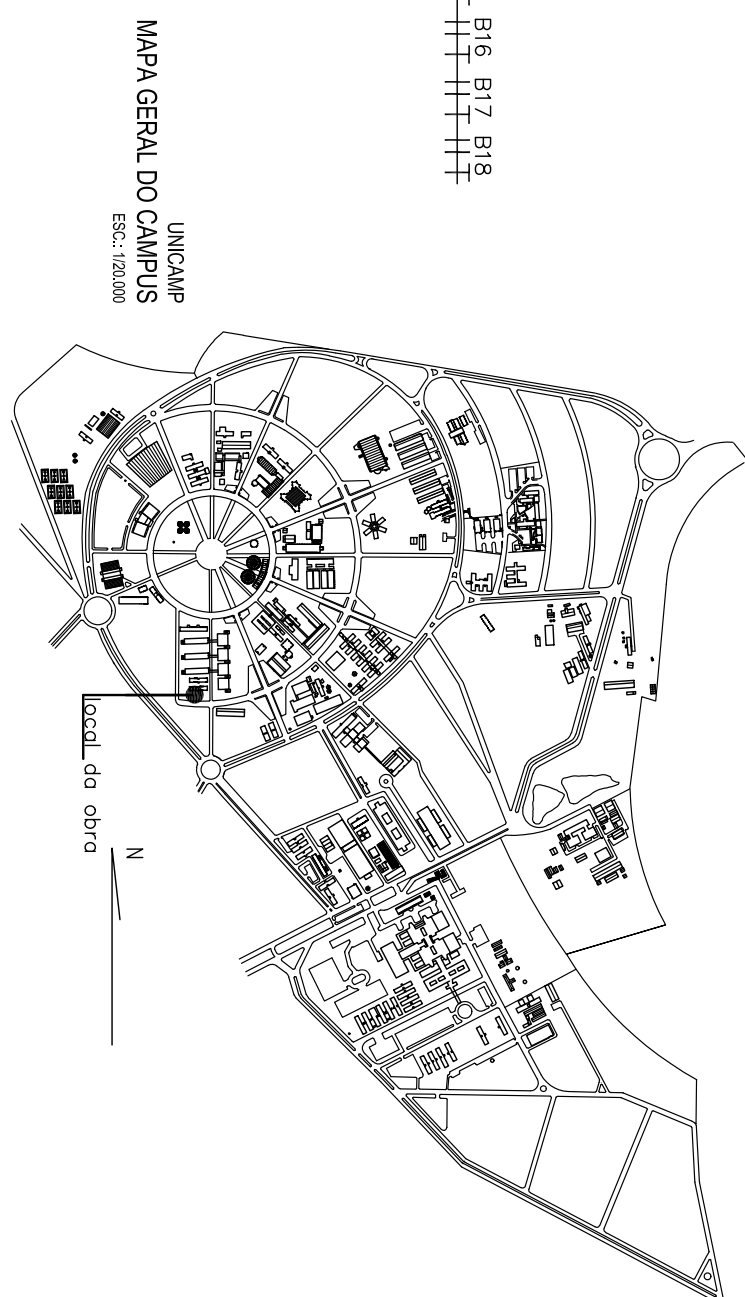 B16 B17 B18
UNICAMP
MAPA GERAL DO CAMPUS
ESC.: 1/20.000
local da obra
N